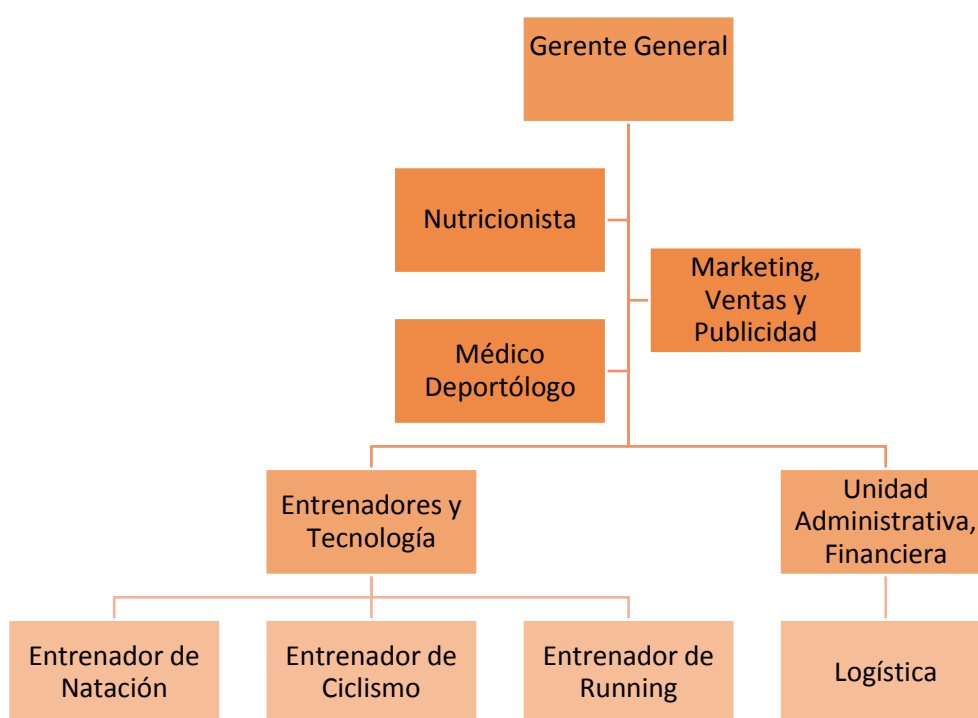 Gerente General
Nutricionista
Marketing,
Ventas y
Publicidad
Médico
Deportólogo
Entrenadores y
Tecnología
Unidad
Administrativa,
Financiera
Entrenador de
Natación
Entrenador de
Ciclismo
Entrenador de
Running
Logística